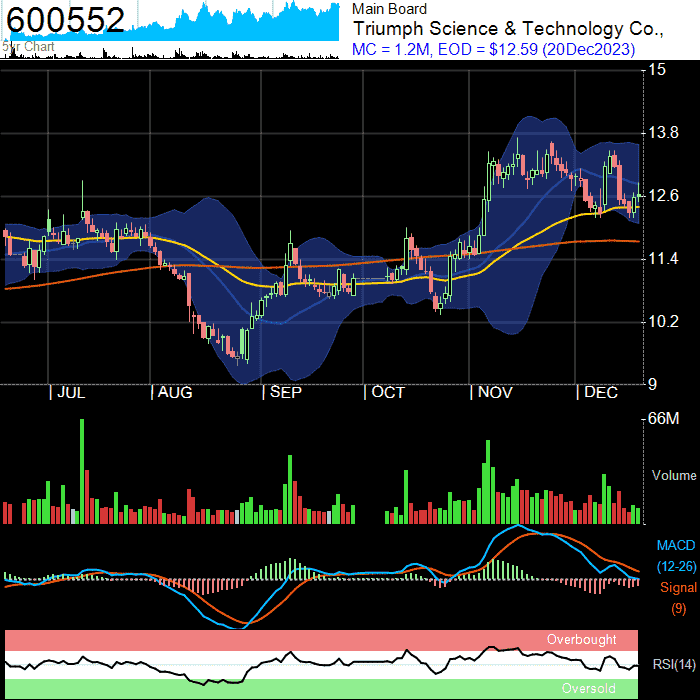 600552
5yr Chart
Main Board
Triumph Science & Technology Co.,
MC = 1.2M, EOD = $12.59 (20Dec2023)
15
13.8
12.6
11.4
10.2
9
| JUL | AUG | SEP | OCT | NOV | DEC
66M
Volume
MACD
(12-26)
Signal
(9)
Overbought
RSI(14)
Oversold